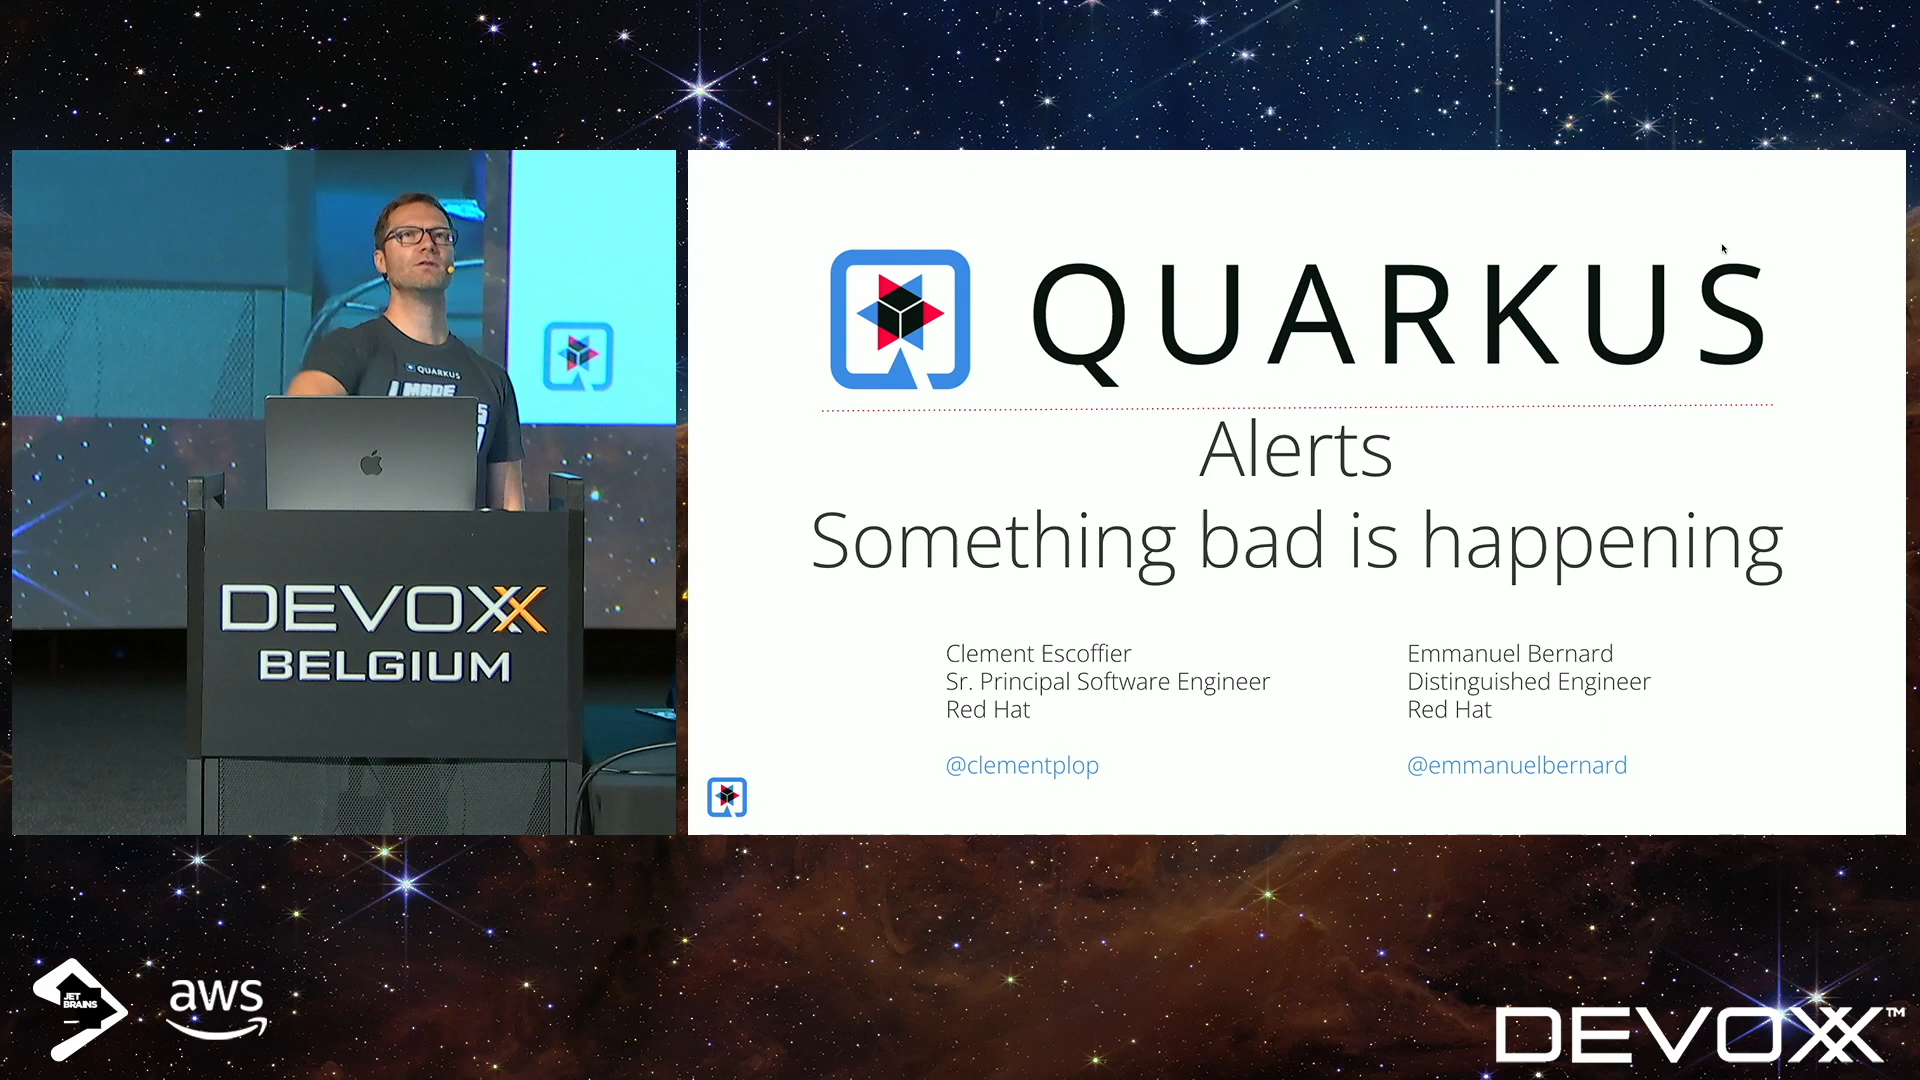 QUARKUS
I MADE
DEVOXX
BELGIUM
QUARKUS
Alerts
Something bad is happening
Clement Escoffier
Sr. Principal Software Engineer
Red Hat
@clementplop
Emmanuel Bernard
Distinguished Engineer
Red Hat
@emmanuelbernard
JET
BRAINS
aws
DEVOXX™